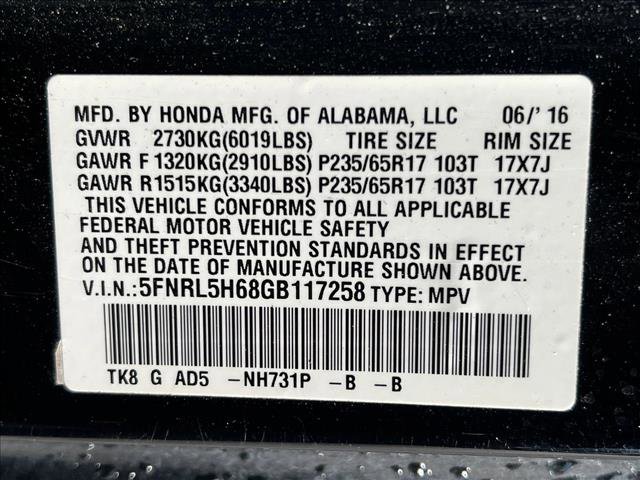 MFD. BY HONDA MFG. OF ALABAMA, LLC 06/' 16
GVWR 2730KG(6019LBS) TIRE SIZE RIM SIZE
GAWR F 1320KG(2910LBS) P235/65R17 103T 17X7J
GAWR R1515KG(3340LBS) P235/65R17 103T 17X7J
THIS VEHICLE CONFORMS TO ALL APPLICABLE
FEDERAL MOTOR VEHICLE SAFETY
AND THEFT PREVENTION STANDARDS IN EFFECT
ON THE DATE OF MANUFACTURE SHOWN ABOVE.
V.I.N.:5FNRL5H68GB117258 TYPE: MPV
TK8 G AD5 -NH731P -B -B